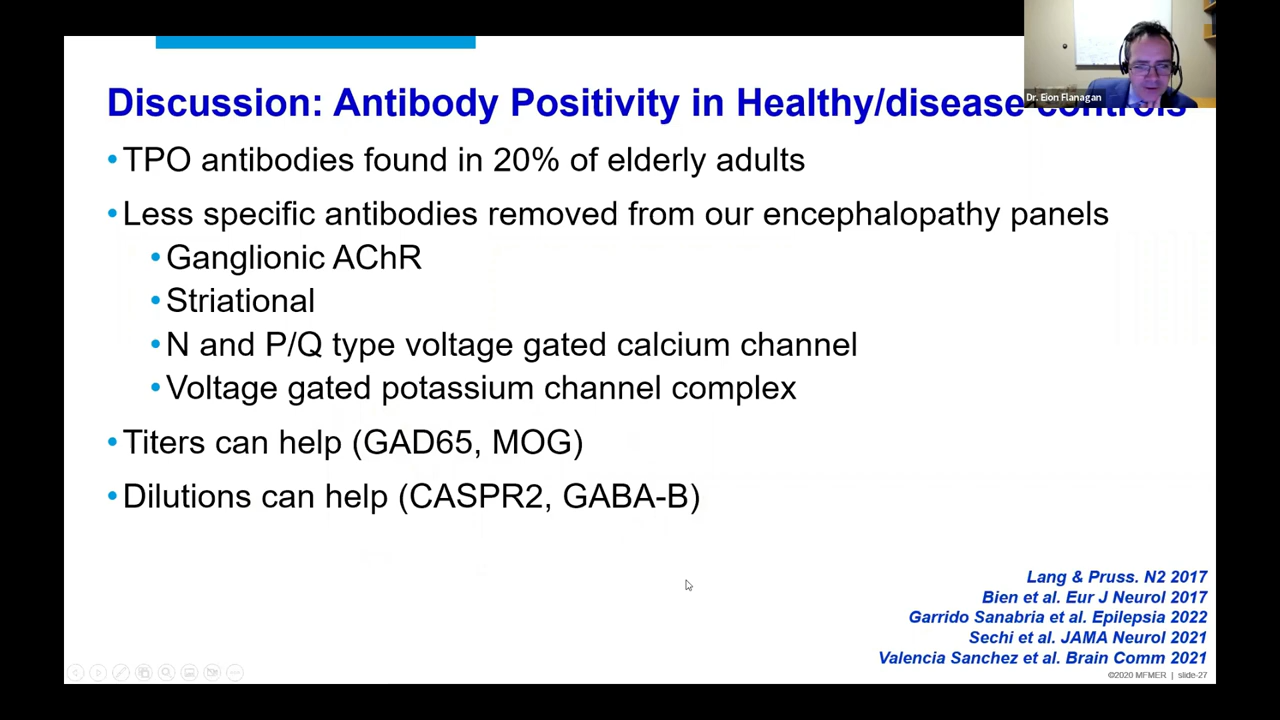 Discussion: Antibody Positivity in Healthy/disease controls
Dr. Eion Flanagan
•TPO antibodies found in 20% of elderly adults
•Less specific antibodies removed from our encephalopathy panels
•Ganglionic AChR
•Striational
•N and P/Q type voltage gated calcium channel
•Voltage gated potassium channel complex
•Titers can help (GAD65, MOG)
•Dilutions can help (CASPR2, GABA-B)
Lang & Pruss. N2 2017
Bien et al. Eur J Neurol 2017
Garrido Sanabria et al. Epilepsia 2022
Sechi et al. JAMA Neurol 2021
Valencia Sanchez et al. Brain Comm 2021
©2020 MFMER | slide-27